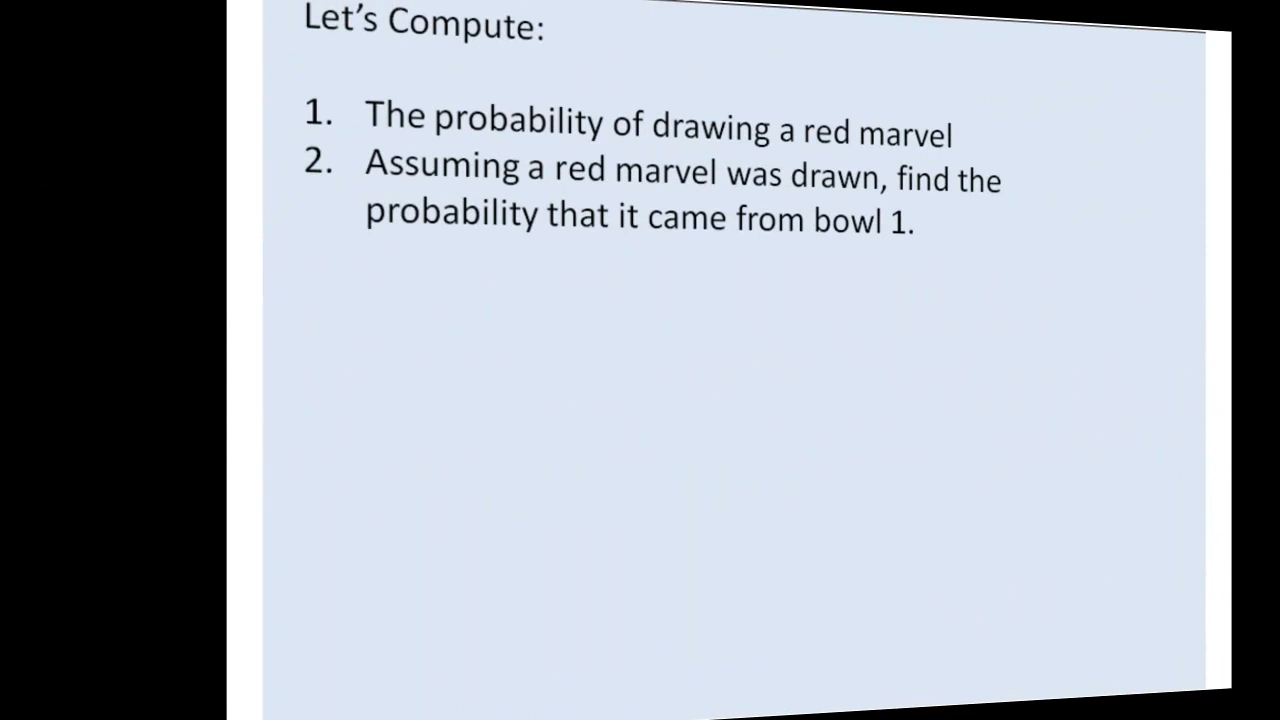 Let’s Compute:
1. The probability of drawing a red marvel
2. Assuming a red marvel was drawn, find the
probability that it came from bowl 1.